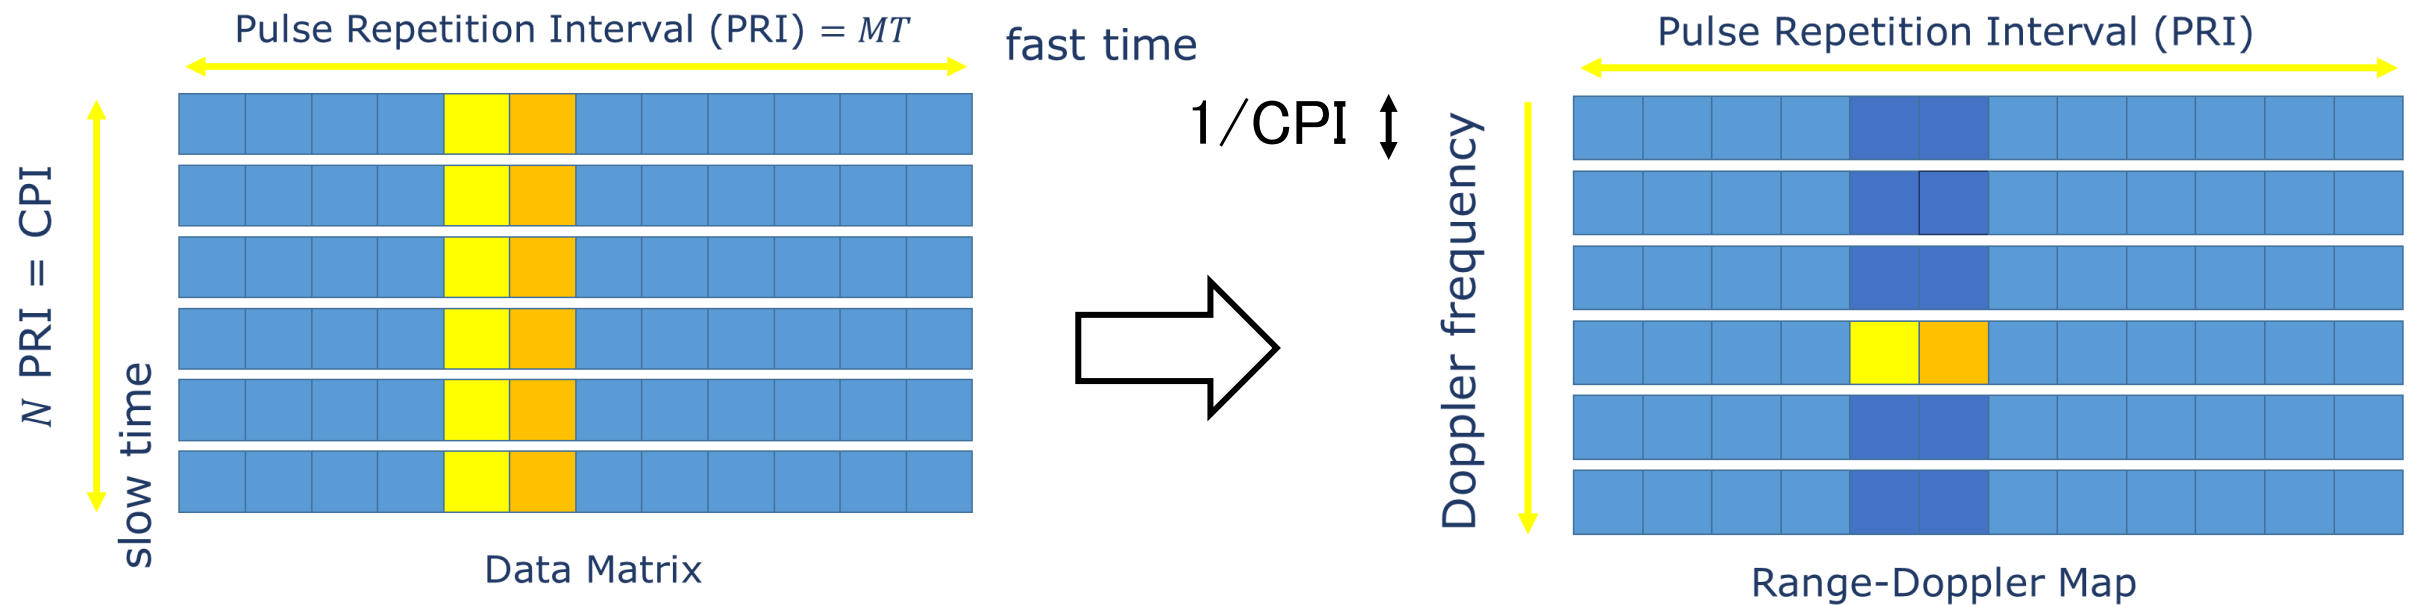 Pulse Repetition Interval (PRI) = MT
fast time
N PRI = CPI
slow time
Data Matrix
1/CPI
Pulse Repetition Interval (PRI)
Doppler frequency
Range-Doppler Map